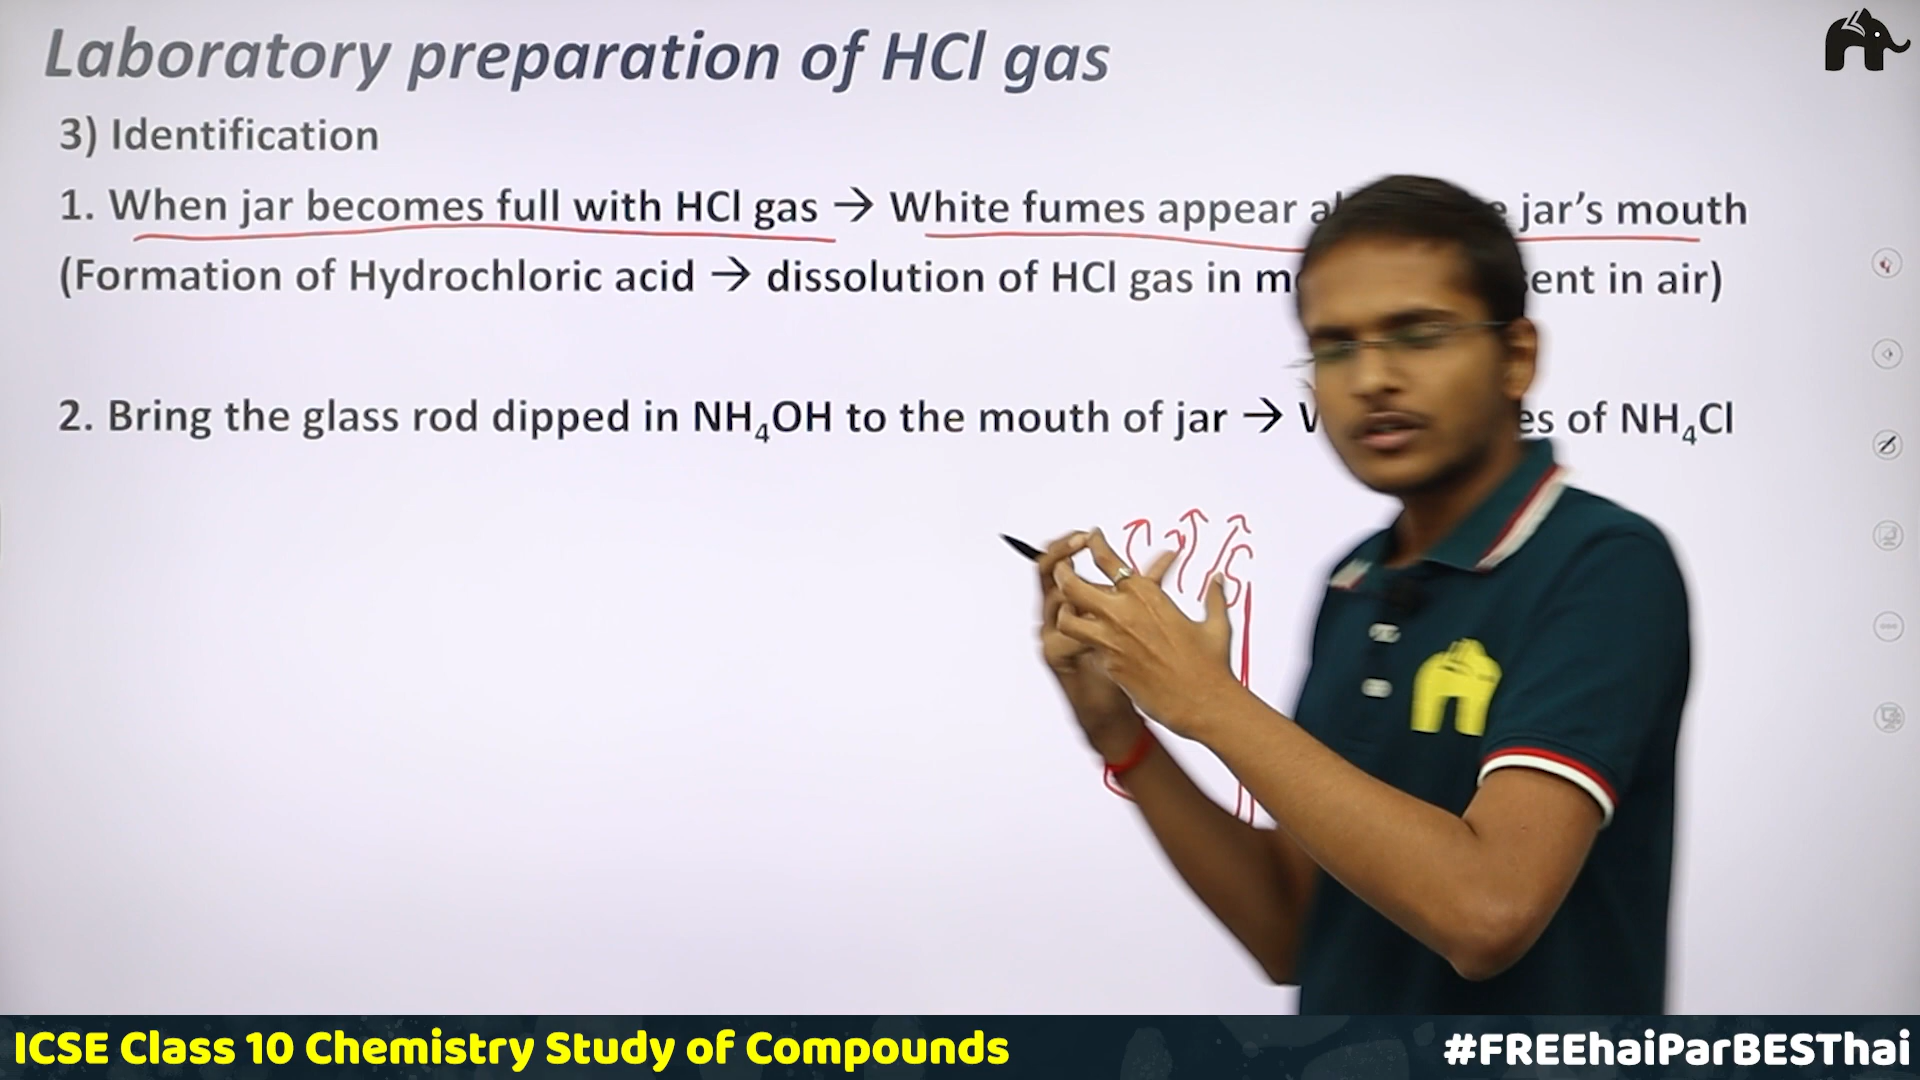 Laboratory preparation of HCl gas
3) Identification
1. When jar becomes full with HCl gas → White fumes appear jar's mouth
(Formation of Hydrochloric acid → dissolution of HCl gas in in air)
2. Bring the glass rod dipped in NH₄OH to the mouth of jar → of NH₄Cl
ICSE Class 10 Chemistry Study of Compounds
#FREEhaiParBESThai